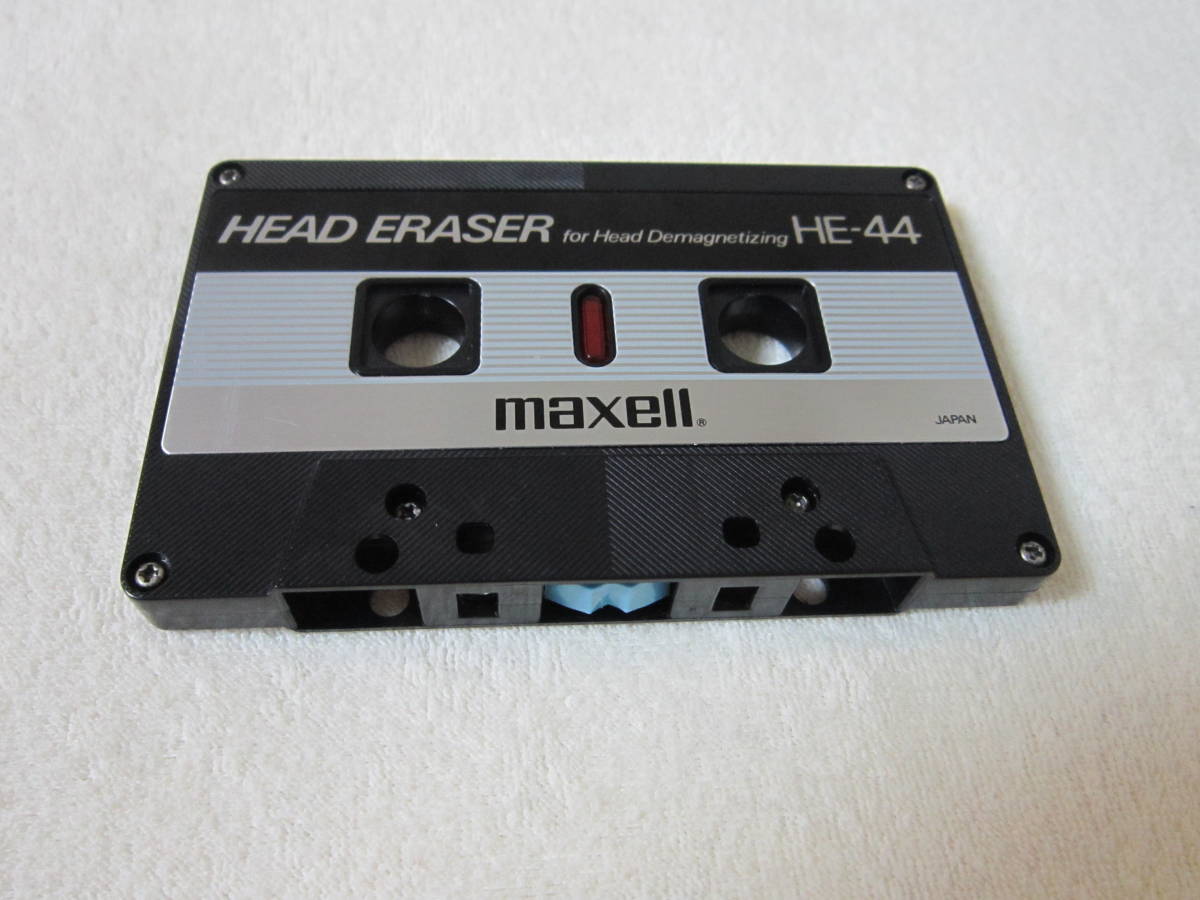 HEAD ERASER for Head Demagnetizing HE-44
maxell®
JAPAN